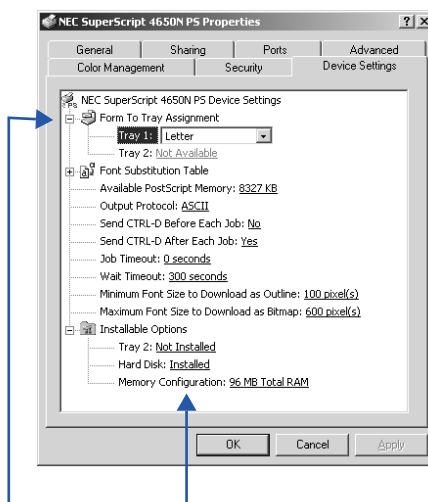 NEC SuperScript 4650N PS Properties
General Sharing Ports Advanced
Color Management Security Device Settings
NEC SuperScript 4650N PS Device Settings
Form To Tray Assignment
Tray 1: Letter
Tray 2: Not Available
Font Substitution Table
Available PostScript Memory: 8327 KB
Output Protocol: ASCII
Send CTRL-D Before Each Job: No
Send CTRL-D After Each Job: Yes
Job Timeout: 0 seconds
Wait Timeout: 300 seconds
Minimum Font Size to Download as Outline: 100 pixel(s)
Maximum Font Size to Download as Bitmap: 600 pixel(s)
Installable Options
Tray 2: Not Installed
Hard Disk: Installed
Memory Configuration: 96 MB Total RAM
OK Cancel Apply